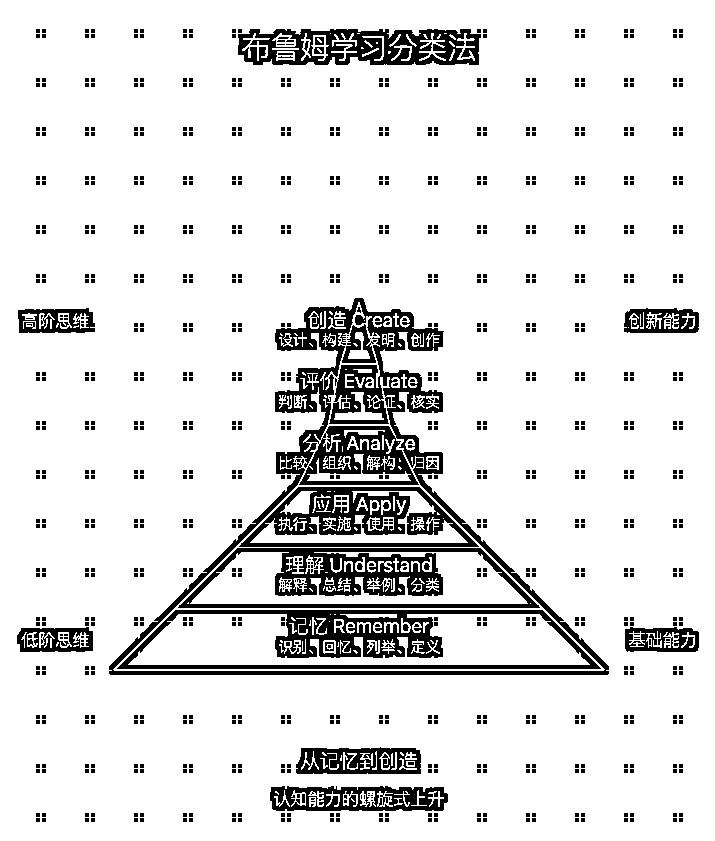 布鲁姆学习分类法
高阶思维
创新能力
创造 Create
设计、构建、发明、创作
评价 Evaluate
判断、评估、论证、核实
分析 Analyze
比较、组织、解构、归因
应用 Apply
执行、实施、使用、操作
理解 Understand
解释、总结、举例、分类
低阶思维
基础能力
记忆 Remember
识别、回忆、列举、定义
从记忆到创造
认知能力的螺旋式上升